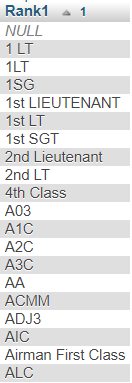 Rank1 1
NULL
1 LT
1LT
1SG
1st LIEUTENANT
1st LT
1st SGT
2nd Lieutenant
2nd LT
4th Class
A03
A1C
A2C
A3C
AA
ACMM
ADJ3
AIC
Airman First Class
ALC